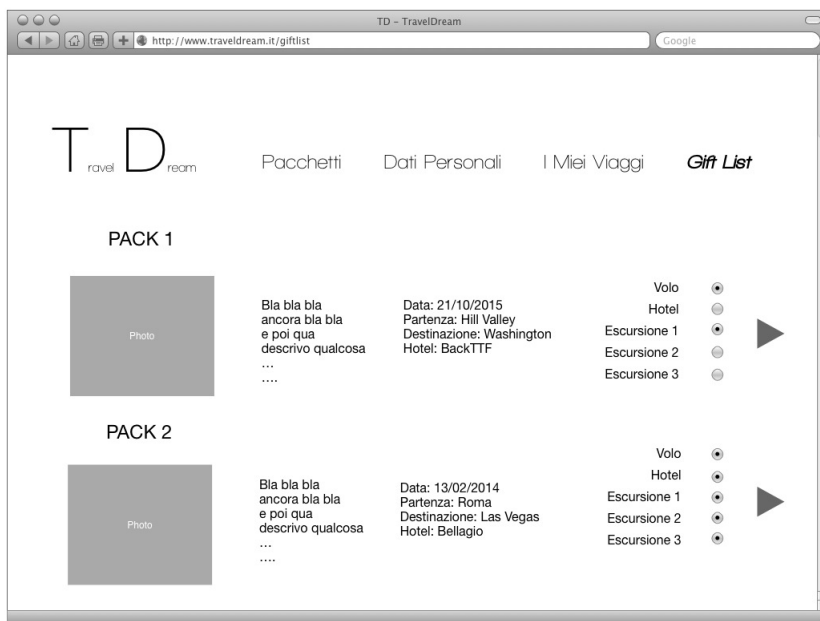 TD – TravelDream
http://www.traveldream.it/giftlist
Google
Travel Dream
Pacchetti
Dati Personali
I Miei Viaggi
Gift List
PACK 1
Photo
Bla bla bla
ancora bla bla
e poi qua
descrivo qualcosa
...
....
Data: 21/10/2015
Partenza: Hill Valley
Destinazione: Washington
Hotel: BackTTF
Volo
Hotel
Escursione 1
Escursione 2
Escursione 3
PACK 2
Photo
Bla bla bla
ancora bla bla
e poi qua
descrivo qualcosa
...
....
Data: 13/02/2014
Partenza: Roma
Destinazione: Las Vegas
Hotel: Bellagio
Volo
Hotel
Escursione 1
Escursione 2
Escursione 3